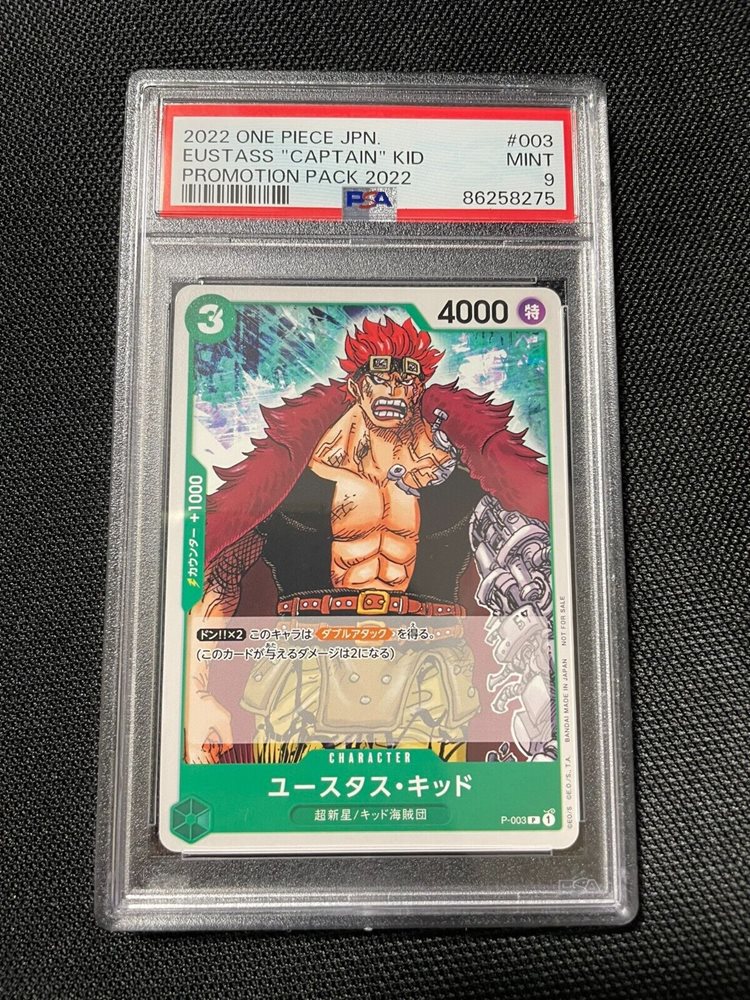 2022 ONE PIECE JPN. #003
EUSTASS "CAPTAIN" KID MINT
PROMOTION PACK 2022 9
PSA 86258275
3 4000 特
カウンター +1000
ドン!!×2 このキャラは ダブルアタック を得る。
(このカードが与えるダメージは2になる)
45
CHARACTER
ユースタス・キッド
超新星/キッド海賊団
P-003 P 1
©E.O/S. ©E.O./S., T.A. BANDAI MADE IN JAPAN NOT FOR SALE
PSA